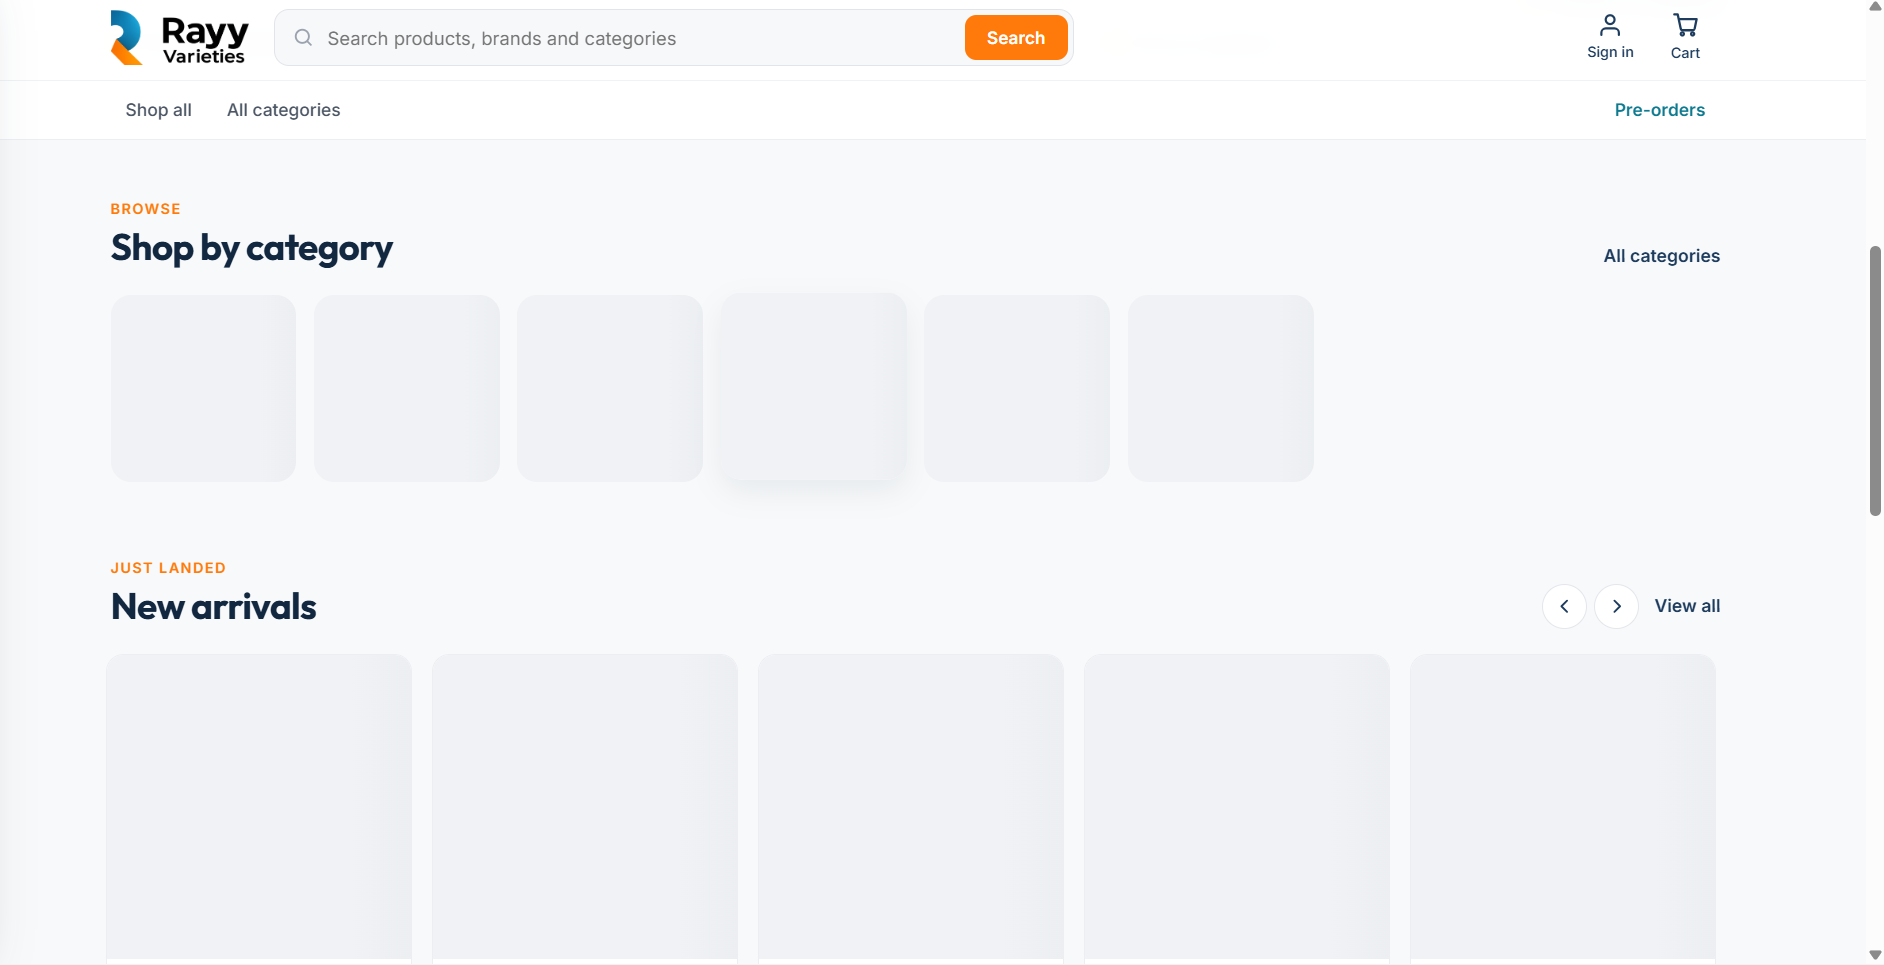 Rayy
Varieties
Search products, brands and categories
Search
Sign in
Cart
Shop all
All categories
Pre-orders
BROWSE
Shop by category
All categories
JUST LANDED
New arrivals
View all